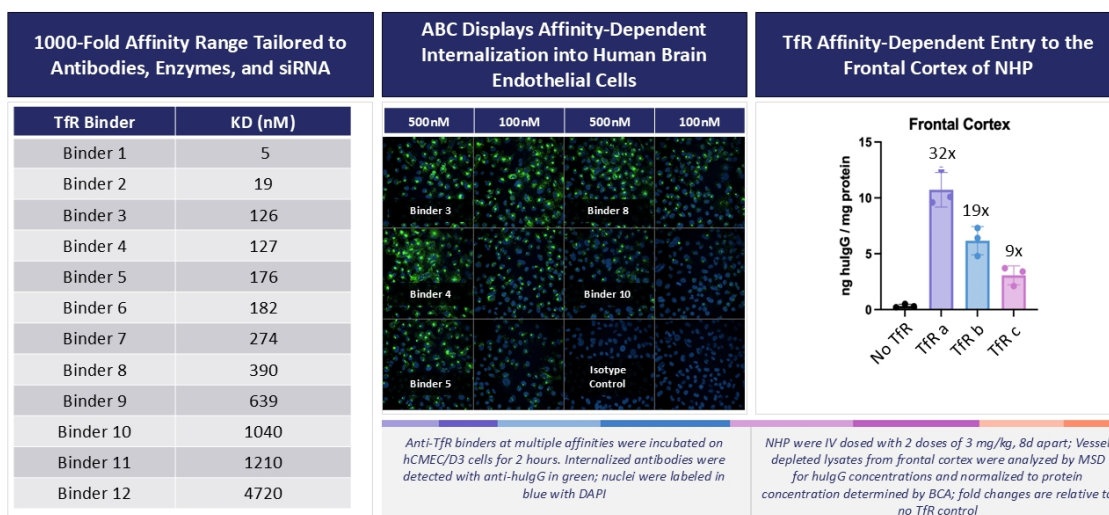 1000-Fold Affinity Range Tailored to
Antibodies, Enzymes, and siRNA
TfR Binder KD (nM)
Binder 1 5
Binder 2 19
Binder 3 126
Binder 4 127
Binder 5 176
Binder 6 182
Binder 7 274
Binder 8 390
Binder 9 639
Binder 10 1040
Binder 11 1210
Binder 12 4720
ABC Displays Affinity-Dependent
Internalization into Human Brain
Endothelial Cells
500nM 100nM 500nM 100nM
Binder 3 Binder 8
Binder 4 Binder 10
Binder 5 Isotype
Control
Anti-TfR binders at multiple affinities were incubated on
hCMEC/D3 cells for 2 hours. Internalized antibodies were
detected with anti-huIgG in green; nuclei were labeled in
blue with DAPI
TfR Affinity-Dependent Entry to the
Frontal Cortex of NHP
Frontal Cortex
ng huIgG / mg protein
15
10
5
0
32x
19x
9x
No TfR
TfR a
TfR b
TfR c
NHP were IV dosed with 2 doses of 3 mg/kg, 8d apart; Vessel
depleted lysates from frontal cortex were analyzed by MSD
for huIgG concentrations and normalized to protein
concentration determined by BCA; fold changes are relative to
no TfR control